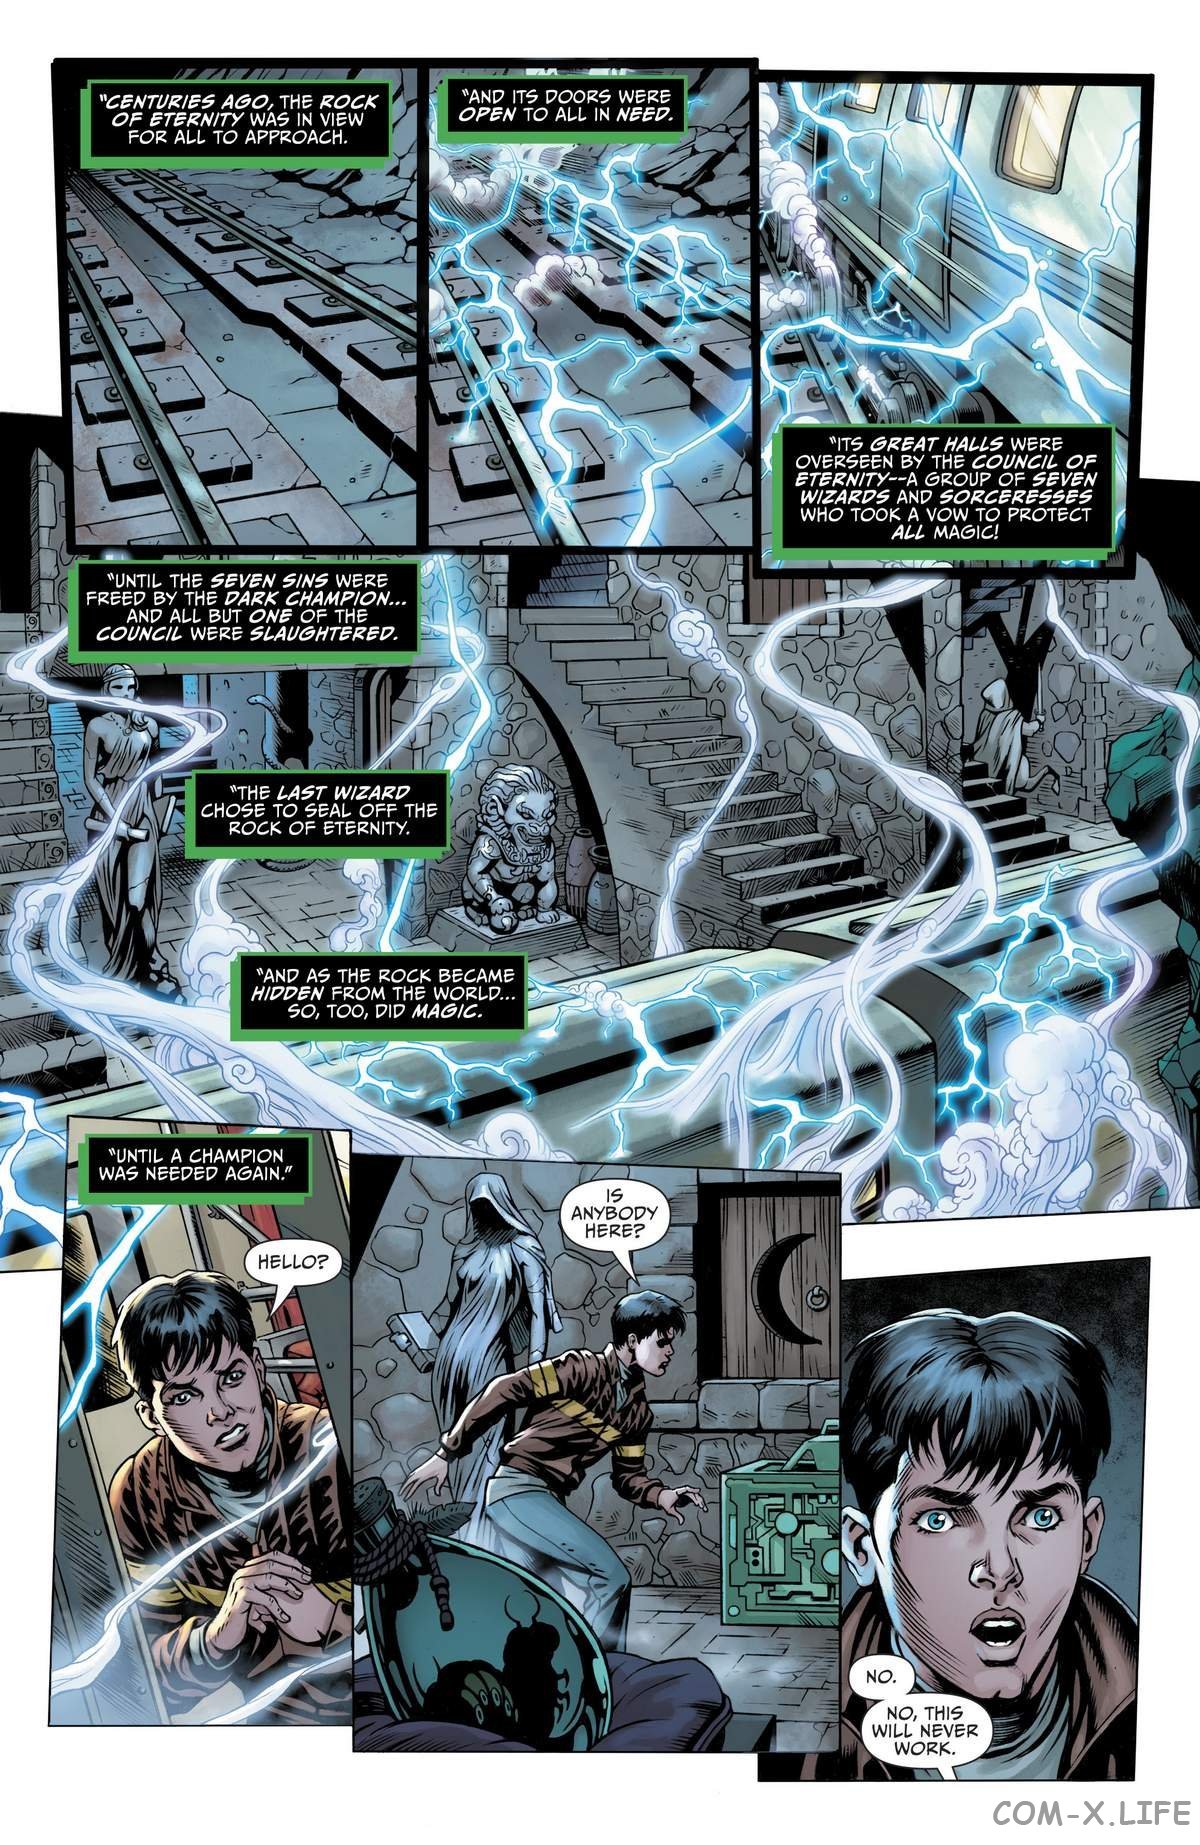 "CENTURIES AGO, THE ROCK
OF ETERNITY WAS IN VIEW
FOR ALL TO APPROACH.
"AND ITS DOORS WERE
OPEN TO ALL IN NEED.
"ITS GREAT HALLS WERE
OVERSEEN BY THE COUNCIL OF
ETERNITY--A GROUP OF SEVEN
WIZARDS AND SORCERESSES
WHO TOOK A VOW TO PROTECT
ALL MAGIC!
"UNTIL THE SEVEN SINS WERE
FREED BY THE DARK CHAMPION...
AND ALL BUT ONE OF THE
COUNCIL WERE SLAUGHTERED.
"THE LAST WIZARD
CHOSE TO SEAL OFF THE
ROCK OF ETERNITY.
"AND AS THE ROCK BECAME
HIDDEN FROM THE WORLD...
SO, TOO, DID MAGIC.
"UNTIL A CHAMPION
WAS NEEDED AGAIN."
HELLO?
IS
ANYBODY
HERE?
NO.
NO, THIS
WILL NEVER
WORK.
COM-X.LIFE